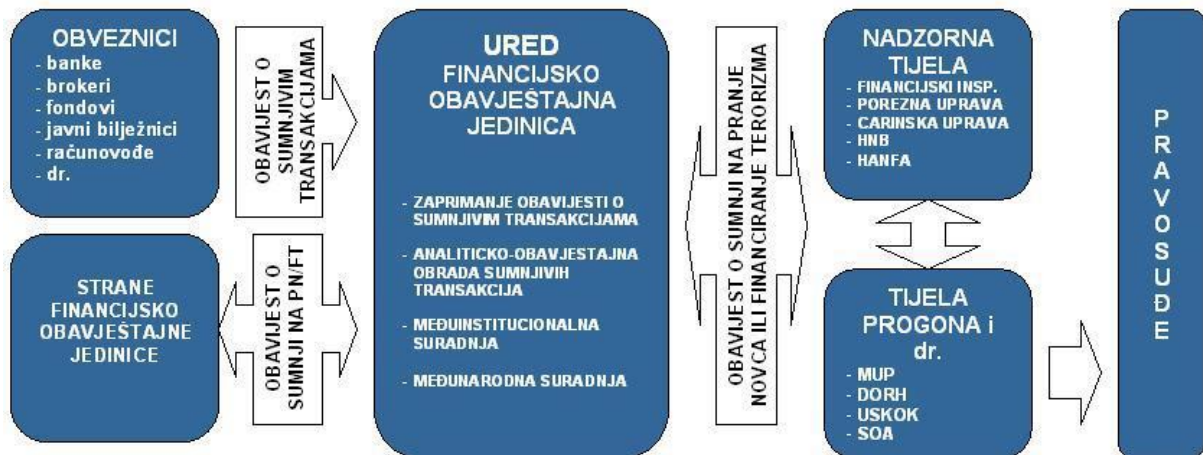 OBVEZNICI
- banke
- brokeri
- fondovi
- javni bilježnici
- računovođe
- dr.
OBAVIJEST O
SUMNJIVIM
TRANSAKCIJAMA
STRANE
FINANCIJSKO
OBAVJEŠTAJNE
JEDINICE
OBAVIJEST O
SUMNJI NA PN/FT
URED
FINANCIJSKO
OBAVJEŠTAJNA
JEDINICA
- ZAPRIMANJE OBAVIJESTI O
SUMNJIVIM TRANSAKCIJAMA
- ANALITICKO-OBAVJESTAJNA
OBRADA SUMNJIVIH
TRANSAKCIJA
- MEĐUINSTITUCIONALNA
SURADNJA
- MEĐUNARODNA SURADNJA
OBAVIJEST O SUMNJI NA PRANJE
NOVCA ILI FINANCIRANJE TERORIZMA
NADZORNA
TIJELA
- FINANCIJSKI INSP.
- POREZNA UPRAVA
- CARINSKA UPRAVA
- HNB
- HANFA
TIJELA
PROGONA i
dr.
- MUP
- DORH
- USKOK
- SOA
PRAVOSUĐE